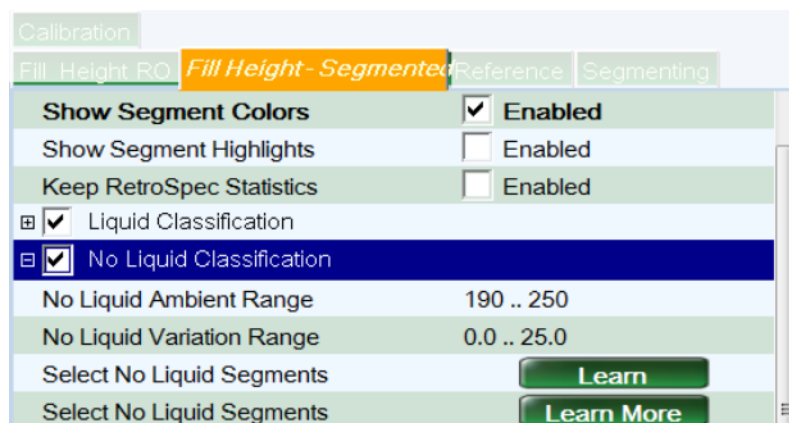 Calibration
Fill Height RO Fill Height - Segmented Reference Segmenting
Show Segment Colors Enabled
Show Segment Highlights Enabled
Keep RetroSpec Statistics Enabled
Liquid Classification
No Liquid Classification
No Liquid Ambient Range 190 .. 250
No Liquid Variation Range 0.0 .. 25.0
Select No Liquid Segments Learn
Select No Liquid Segments Learn More